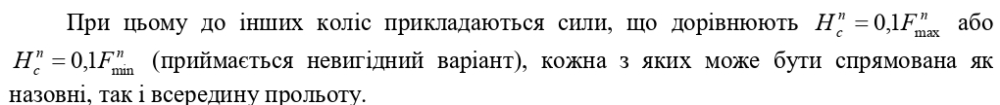 При цьому до інших коліс прикладаються сили, що дорівнюють $H_c^n = 0,1F_{\max}^n$ або
$H_c^n = 0,1F_{\min}^n$ (приймається невигідний варіант), кожна з яких може бути спрямована як
назовні, так і всередину прольоту.